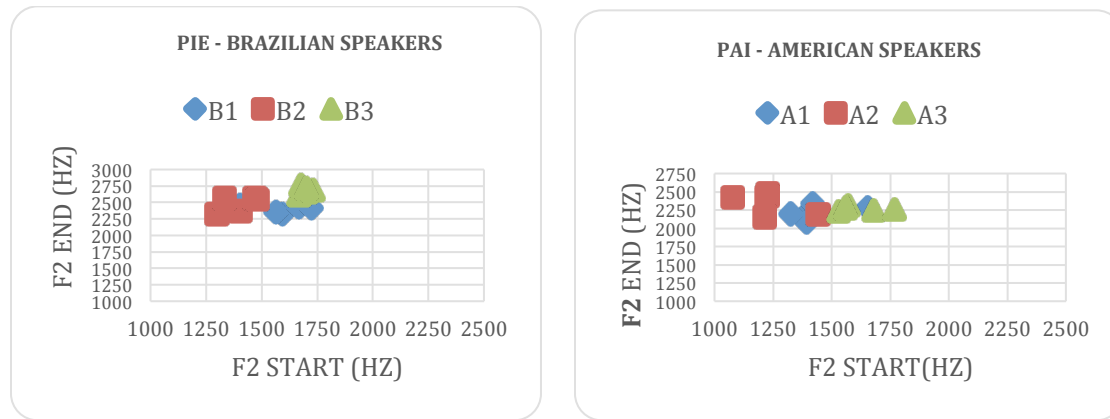 PIE - BRAZILIAN SPEAKERS
B1 B2 B3
F2 END (HZ)
3000
2750
2500
2250
2000
1750
1500
1250
1000
1000 1250 1500 1750 2000 2250 2500
F2 START (HZ)
PAI - AMERICAN SPEAKERS
A1 A2 A3
F2 END (HZ)
2750
2500
2250
2000
1750
1500
1250
1000
1000 1250 1500 1750 2000 2250 2500
F2 START(HZ)